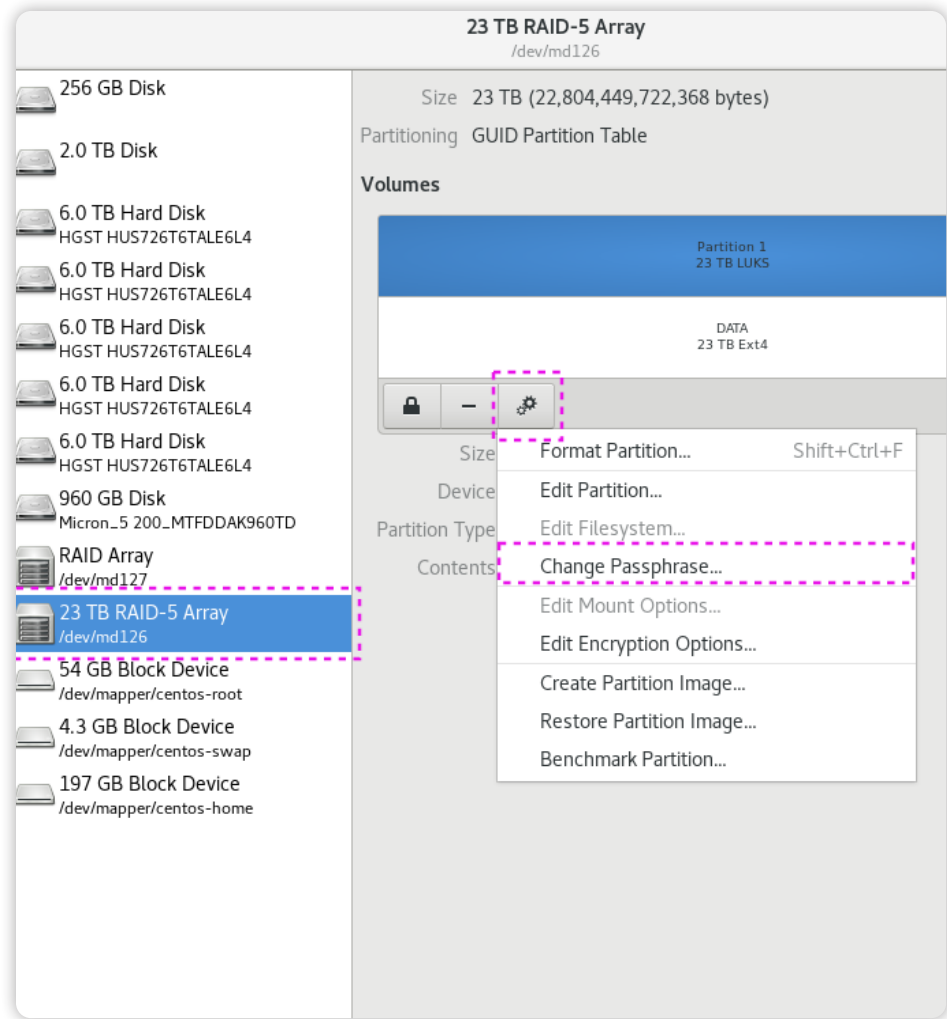 23 TB RAID-5 Array
/dev/md126
256 GB Disk
2.0 TB Disk
6.0 TB Hard Disk
HGST HUS726T6TALE6L4
6.0 TB Hard Disk
HGST HUS726T6TALE6L4
6.0 TB Hard Disk
HGST HUS726T6TALE6L4
6.0 TB Hard Disk
HGST HUS726T6TALE6L4
6.0 TB Hard Disk
HGST HUS726T6TALE6L4
960 GB Disk
Micron_5 200_MTFDDAK960TD
RAID Array
/dev/md127
23 TB RAID-5 Array
/dev/md126
54 GB Block Device
/dev/mapper/centos-root
4.3 GB Block Device
/dev/mapper/centos-swap
197 GB Block Device
/dev/mapper/centos-home
Size 23 TB (22,804,449,722,368 bytes)
Partitioning GUID Partition Table
Volumes
Partition 1
23 TB LUKS
DATA
23 TB Ext4
Size
Device
Partition Type
Contents
Format Partition... Shift+Ctrl+F
Edit Partition...
Edit Filesystem...
Change Passphrase...
Edit Mount Options...
Edit Encryption Options...
Create Partition Image...
Restore Partition Image...
Benchmark Partition...